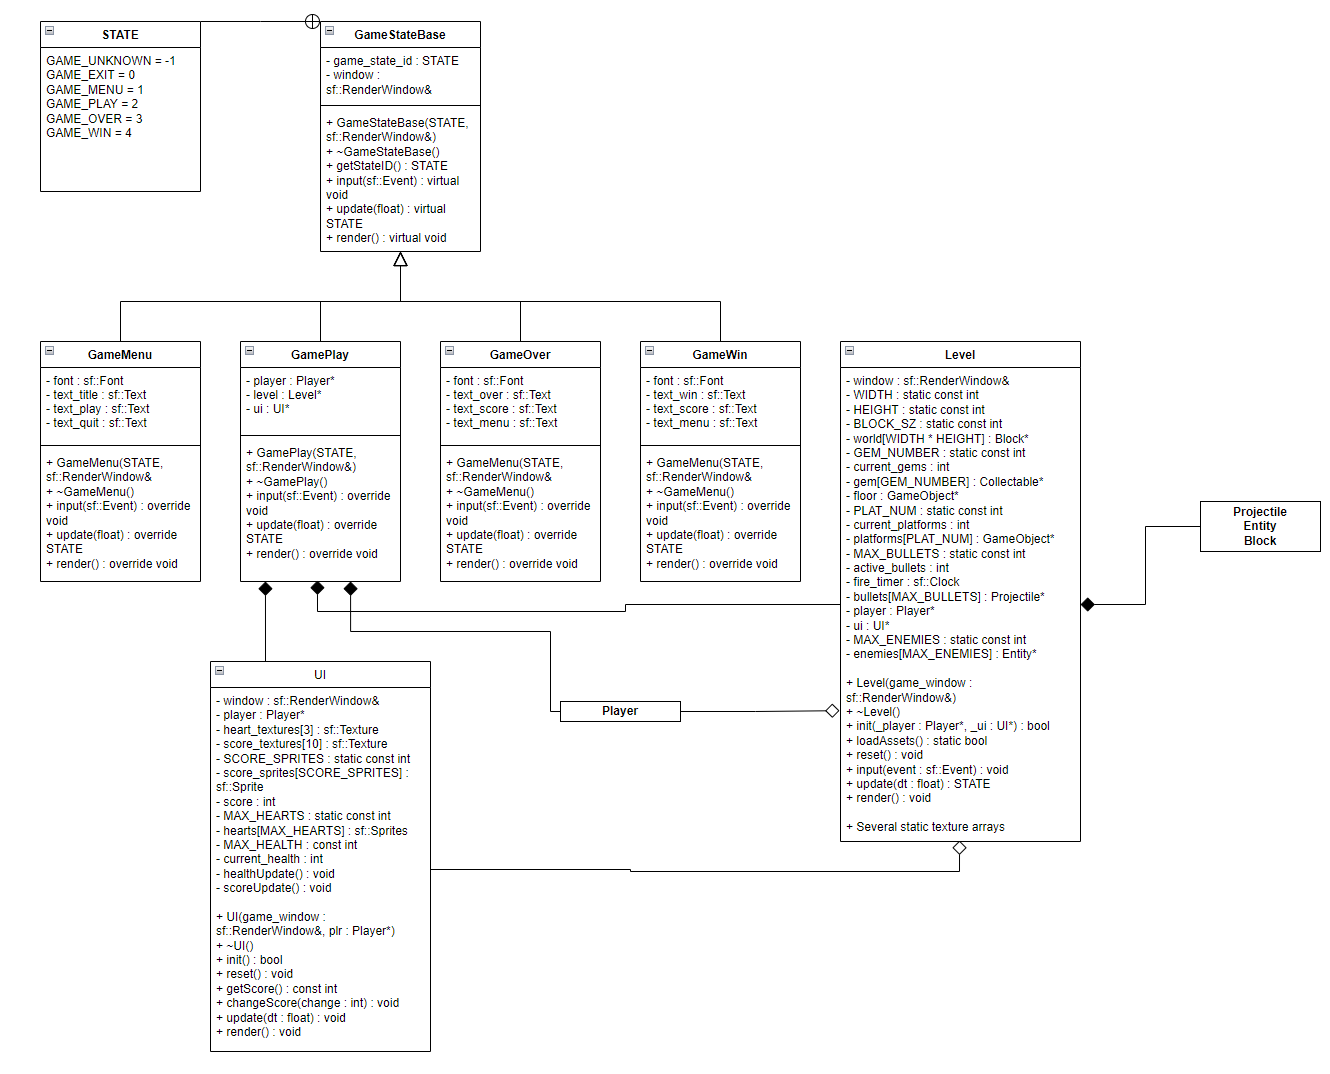 STATE
GAME_UNKNOWN = -1
GAME_EXIT = 0
GAME_MENU = 1
GAME_PLAY = 2
GAME_OVER = 3
GAME_WIN = 4
GameStateBase
- game_state_id : STATE
- window :
sf::RenderWindow&
+ GameStateBase(STATE,
sf::RenderWindow&)
+ ~GameStateBase()
+ getStateID() : STATE
+ input(sf::Event) : virtual
void
+ update(float) : virtual
STATE
+ render() : virtual void
GameMenu
- font : sf::Font
- text_title : sf::Text
- text_play : sf::Text
- text_quit : sf::Text
+ GameMenu(STATE,
sf::RenderWindow&
+ ~GameMenu()
+ input(sf::Event) : override
void
+ update(float) : override
STATE
+ render() : override void
GamePlay
- player : Player*
- level : Level*
- ui : UI*
+ GamePlay(STATE,
sf::RenderWindow&)
+ ~GamePlay()
+ input(sf::Event) : override
void
+ update(float) : override
STATE
+ render() : override void
GameOver
- font : sf::Font
- text_over : sf::Text
- text_score : sf::Text
- text_menu : sf::Text
+ GameMenu(STATE,
sf::RenderWindow&
+ ~GameMenu()
+ input(sf::Event) : override
void
+ update(float) : override
STATE
+ render() : override void
GameWin
- font : sf::Font
- text_win : sf::Text
- text_score : sf::Text
- text_menu : sf::Text
+ GameMenu(STATE,
sf::RenderWindow&
+ ~GameMenu()
+ input(sf::Event) : override
void
+ update(float) : override
STATE
+ render() : override void
Level
- window : sf::RenderWindow&
- WIDTH : static const int
- HEIGHT : static const int
- BLOCK_SZ : static const int
- world[WIDTH * HEIGHT] : Block*
- GEM_NUMBER : static const int
- current_gems : int
- gem[GEM_NUMBER] : Collectable*
- floor : GameObject*
- PLAT_NUM : static const int
- current_platforms : int
- platforms[PLAT_NUM] : GameObject*
- MAX_BULLETS : static const int
- active_bullets : int
- fire_timer : sf::Clock
- bullets[MAX_BULLETS] : Projectile*
- player : Player*
- ui : UI*
- MAX_ENEMIES : static const int
- enemies[MAX_ENEMIES] : Entity*
+ Level(game_window :
sf::RenderWindow&)
+ ~Level()
+ init(_player : Player*, _ui : UI*) : bool
+ loadAssets() : static bool
+ reset() : void
+ input(event : sf::Event) : void
+ update(dt : float) : STATE
+ render() : void
+ Several static texture arrays
Projectile
Entity
Block
Player
UI
- window : sf::RenderWindow&
- player : Player*
- heart_textures[3] : sf::Texture
- score_textures[10] : sf::Texture
- SCORE_SPRITES : static const int
- score_sprites[SCORE_SPRITES] :
sf::Sprite
- score : int
- MAX_HEARTS : static const int
- hearts[MAX_HEARTS] : sf::Sprites
- MAX_HEALTH : const int
- current_health : int
- healthUpdate() : void
- scoreUpdate() : void
+ UI(game_window :
sf::RenderWindow&, plr : Player*)
+ ~UI()
+ init() : bool
+ reset() : void
+ getScore() : const int
+ changeScore(change : int) : void
+ update(dt : float) : void
+ render() : void